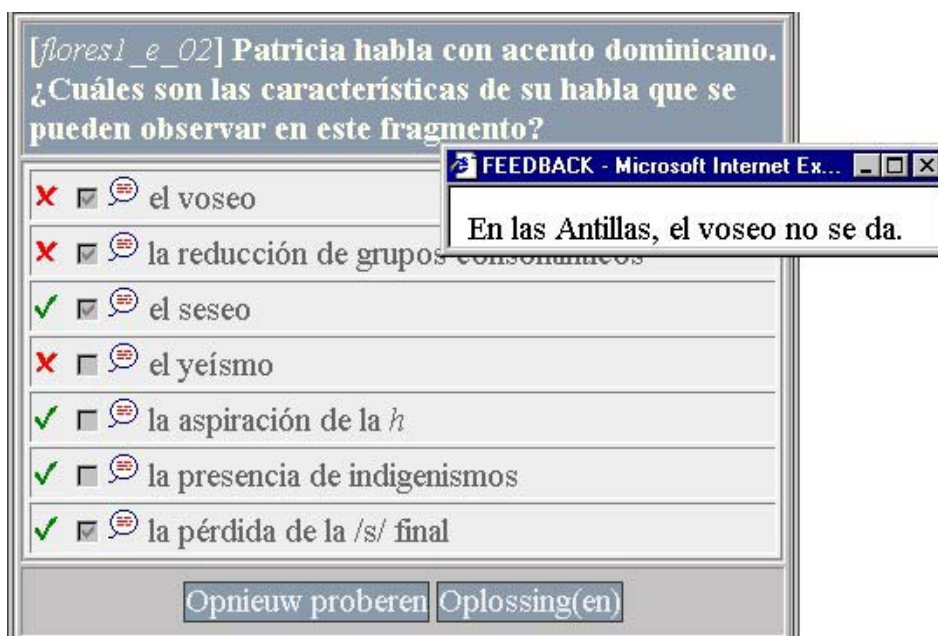 [flores1_e_02] Patricia habla con acento dominicano.
¿Cuáles son las características de su habla que se
pueden observar en este fragmento?
FEEDBACK - Microsoft Internet Ex...
En las Antillas, el voseo no se da.
el voseo
la reducción de grupos consonánticos
el seseo
el yeísmo
la aspiración de la h
la presencia de indigenismos
la pérdida de la /s/ final
Opnieuw proberen Oplossing(en)